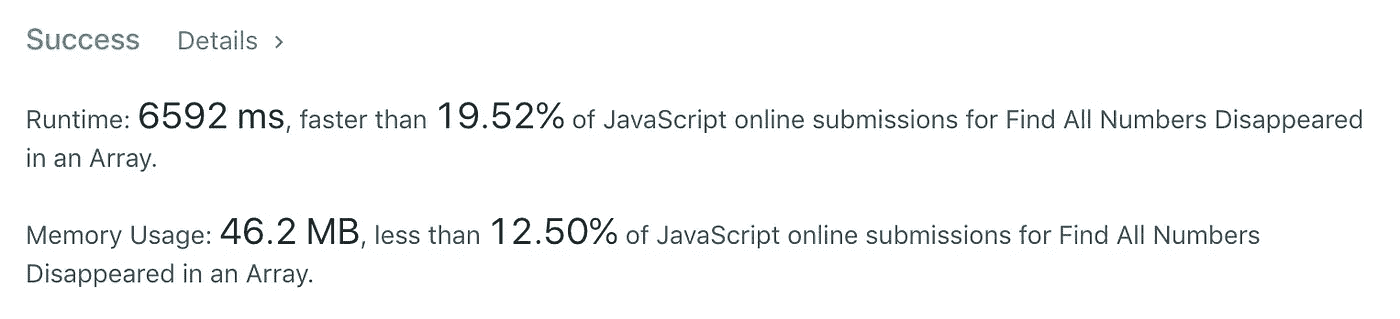 Success Details >
Runtime: 6592 ms, faster than 19.52% of JavaScript online submissions for Find All Numbers Disappeared
in an Array.
Memory Usage: 46.2 MB, less than 12.50% of JavaScript online submissions for Find All Numbers
Disappeared in an Array.